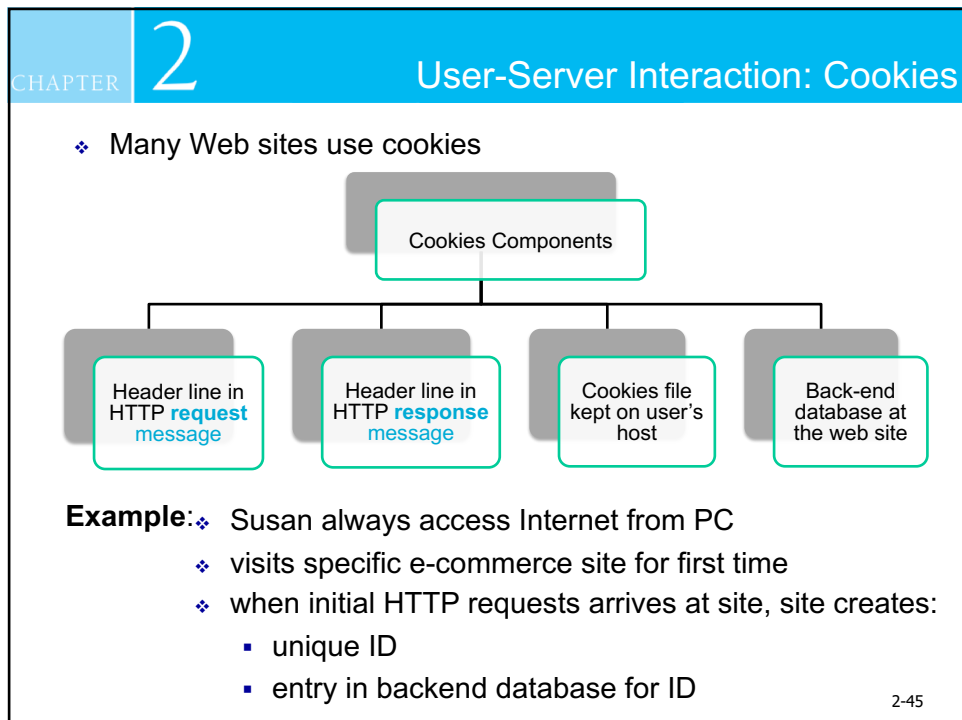 CHAPTER 2
User-Server Interaction: Cookies
❖ Many Web sites use cookies
Cookies Components
Header line in
HTTP request
message
Header line in
HTTP response
message
Cookies file
kept on user's
host
Back-end
database at
the web site
Example:❖ Susan always access Internet from PC
❖ visits specific e-commerce site for first time
❖ when initial HTTP requests arrives at site, site creates:
▪ unique ID
▪ entry in backend database for ID
2-45